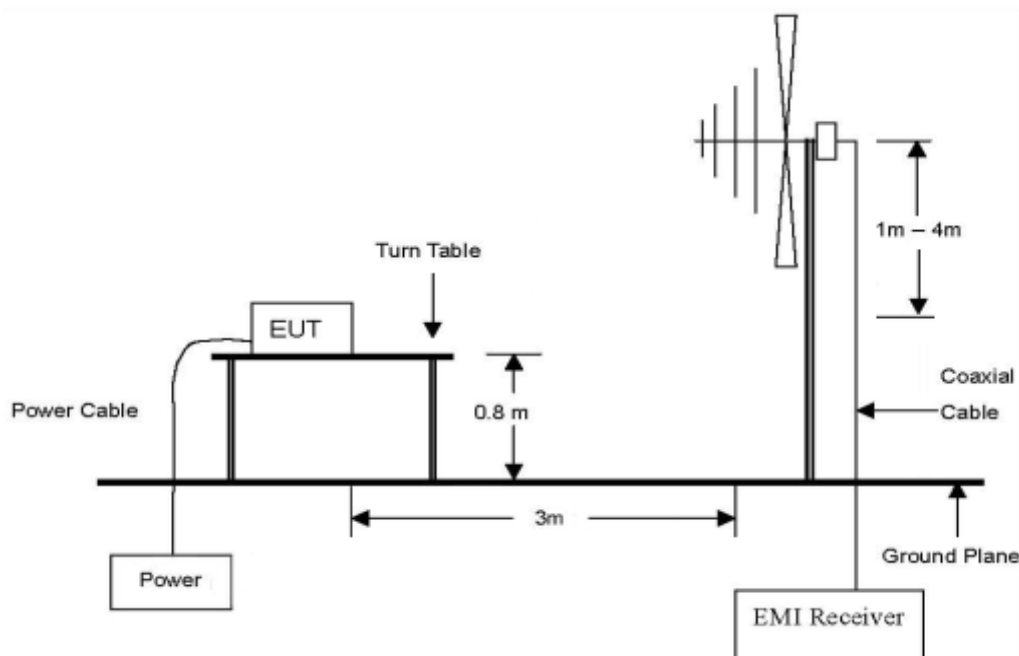 1m – 4m
Turn Table
EUT
Coaxial
Cable
Power Cable
0.8 m
3m
Ground Plane
Power
EMI Receiver